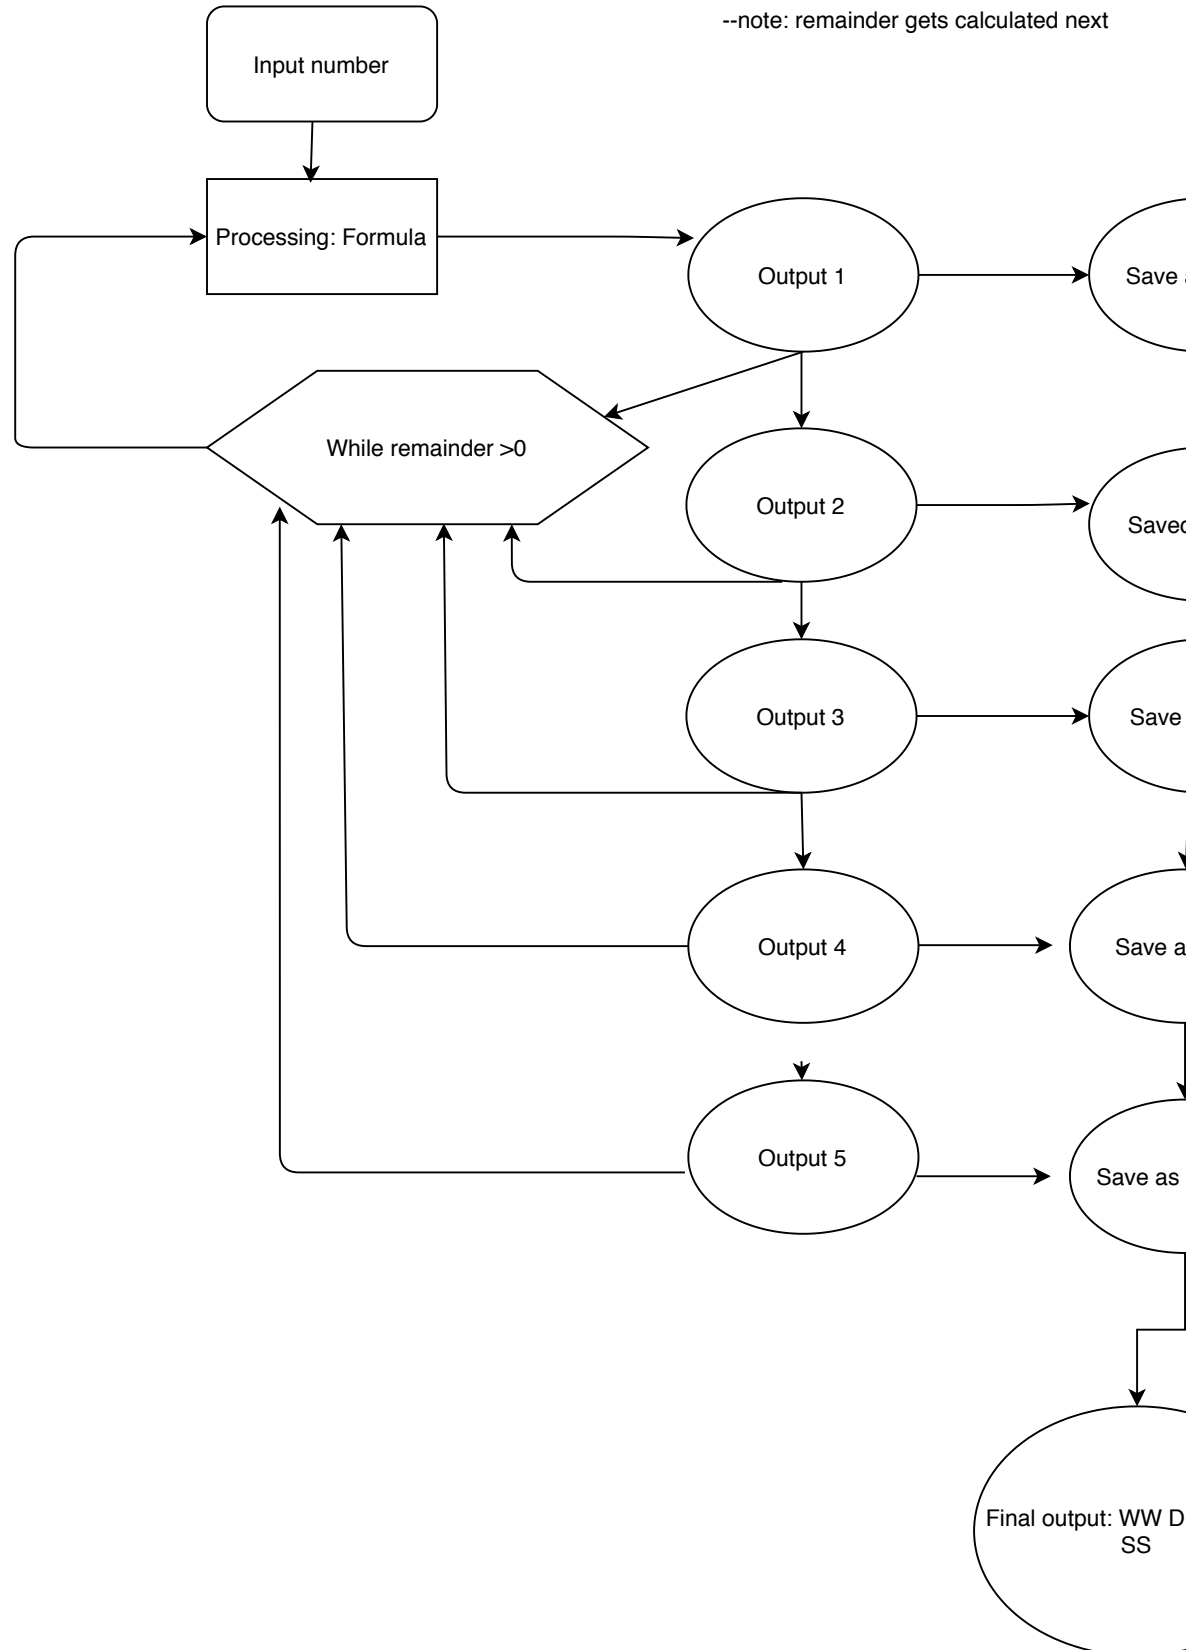 --note: remainder gets calculated next
Input number
Processing: Formula
Output 1
Save
While remainder >0
Output 2
Output 3
Save
Output 4
Save
Output 5
Save as
Final output: WW
SS